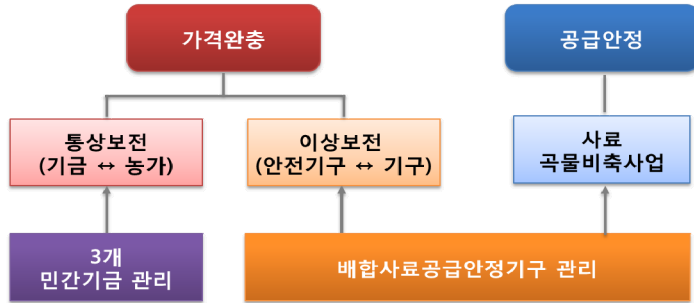 가격완충
공급안정
통상보전
(기금 ↔ 농가)
이상보전
(안전기구 ↔ 기구)
사료
곡물비축사업
3개
민간기금 관리
배합사료공급안정기구 관리